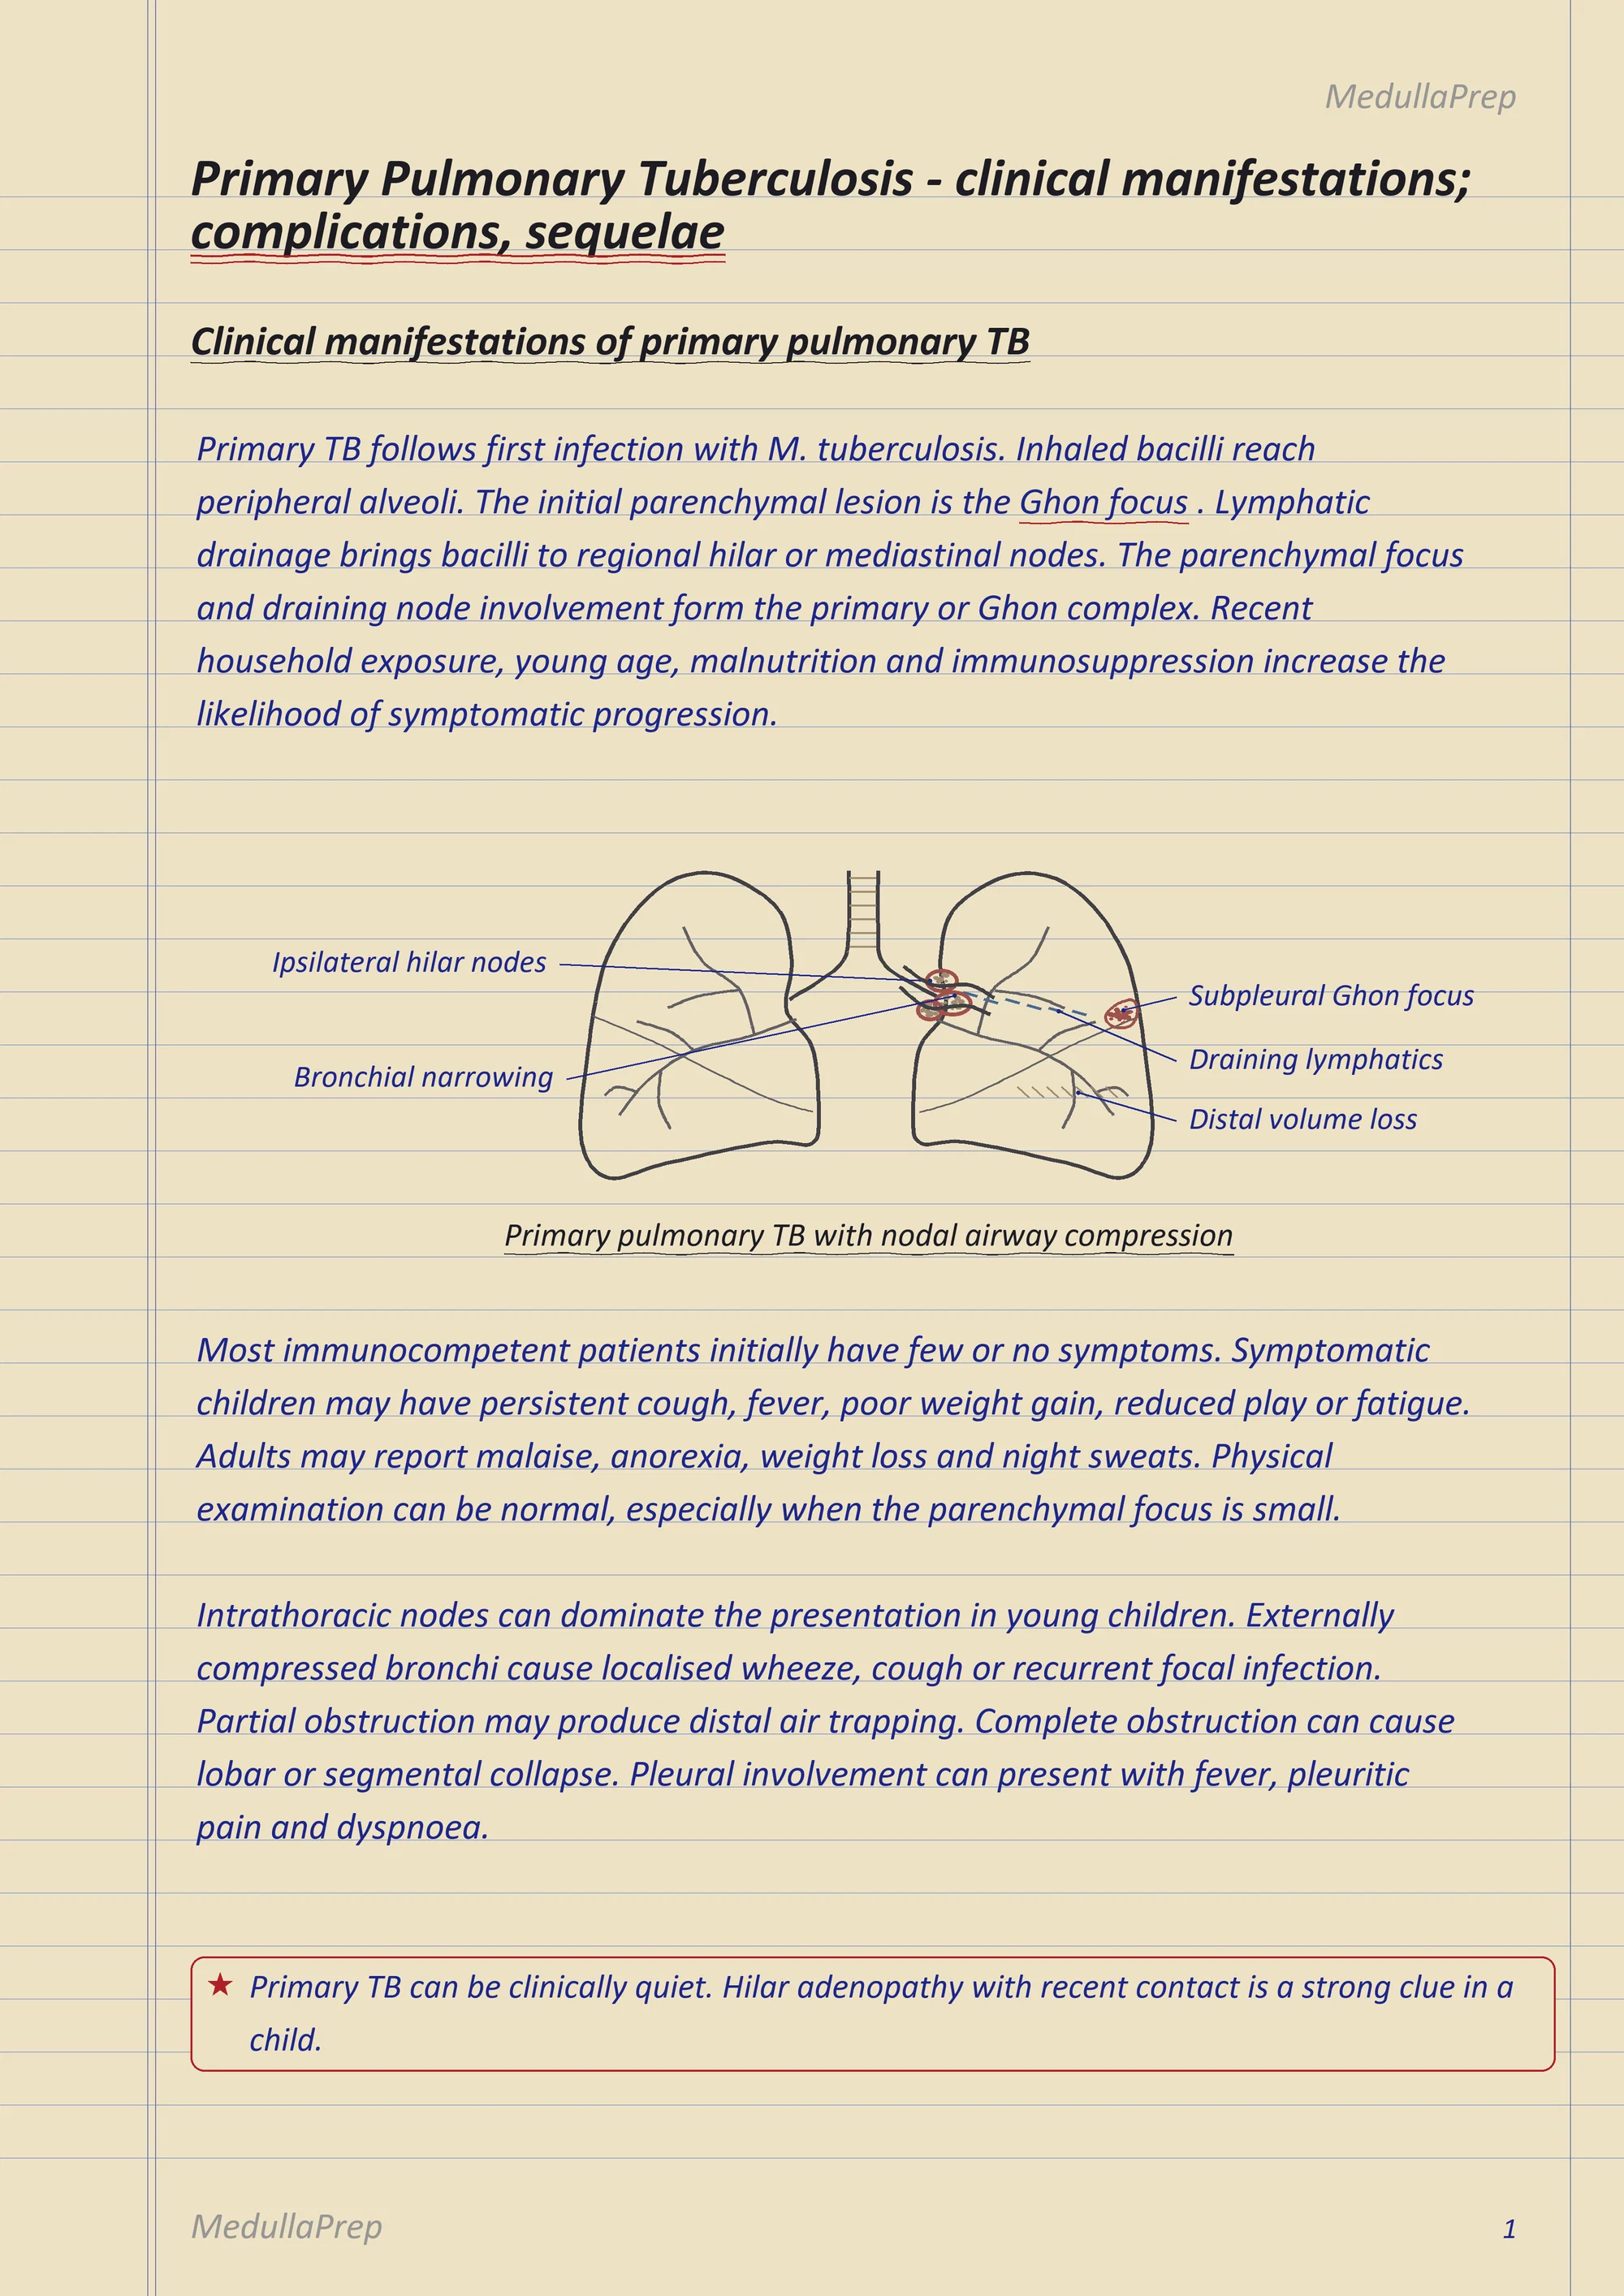 MedullaPrep
Primary Pulmonary Tuberculosis - clinical manifestations;
complications, sequelae
Clinical manifestations of primary pulmonary TB
Primary TB follows first infection with M. tuberculosis. Inhaled bacilli reach
peripheral alveoli. The initial parenchymal lesion is the Ghon focus . Lymphatic
drainage brings bacilli to regional hilar or mediastinal nodes. The parenchymal focus
and draining node involvement form the primary or Ghon complex. Recent
household exposure, young age, malnutrition and immunosuppression increase the
likelihood of symptomatic progression.
Ipsilateral hilar nodes
Subpleural Ghon focus
Draining lymphatics
Bronchial narrowing
Distal volume loss
Primary pulmonary TB with nodal airway compression
Most immunocompetent patients initially have few or no symptoms. Symptomatic
children may have persistent cough, fever, poor weight gain, reduced play or fatigue.
Adults may report malaise, anorexia, weight loss and night sweats. Physical
examination can be normal, especially when the parenchymal focus is small.
Intrathoracic nodes can dominate the presentation in young children. Externally
compressed bronchi cause localised wheeze, cough or recurrent focal infection.
Partial obstruction may produce distal air trapping. Complete obstruction can cause
lobar or segmental collapse. Pleural involvement can present with fever, pleuritic
pain and dyspnoea.
★ Primary TB can be clinically quiet. Hilar adenopathy with recent contact is a strong clue in a
child.
MedullaPrep
1